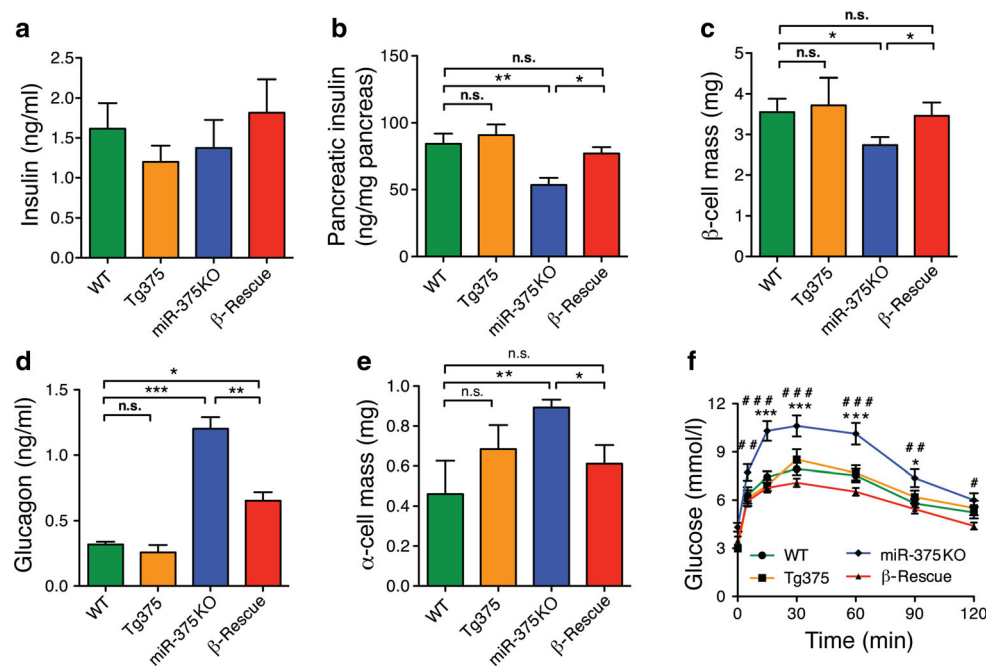 a
Insulin (ng/ml)
2.5
2.0
1.5
1.0
0.5
0.0
WT
Tg375
miR-375KO
β-Rescue
b
Pancreatic insulin
(ng/mg pancreas)
150
100
50
0
n.s.
**
*
n.s.
WT
Tg375
miR-375KO
β-Rescue
c
β-cell mass (mg)
6
4
2
0
n.s.
*
*
n.s.
WT
Tg375
miR-375KO
β-Rescue
d
Glucagon (ng/ml)
1.5
1.0
0.5
0.0
*
***
**
n.s.
WT
Tg375
miR-375KO
β-Rescue
e
α-cell mass (mg)
1.0
0.8
0.6
0.4
0.2
0.0
n.s.
**
*
n.s.
WT
Tg375
miR-375KO
β-Rescue
f
Glucose (mmol/l)
12
9
6
3
0
# #
# # #
***
# # #
***
# # #
***
# #
*
#
WT
miR-375KO
Tg375
β-Rescue
0 30 60 90 120
Time (min)